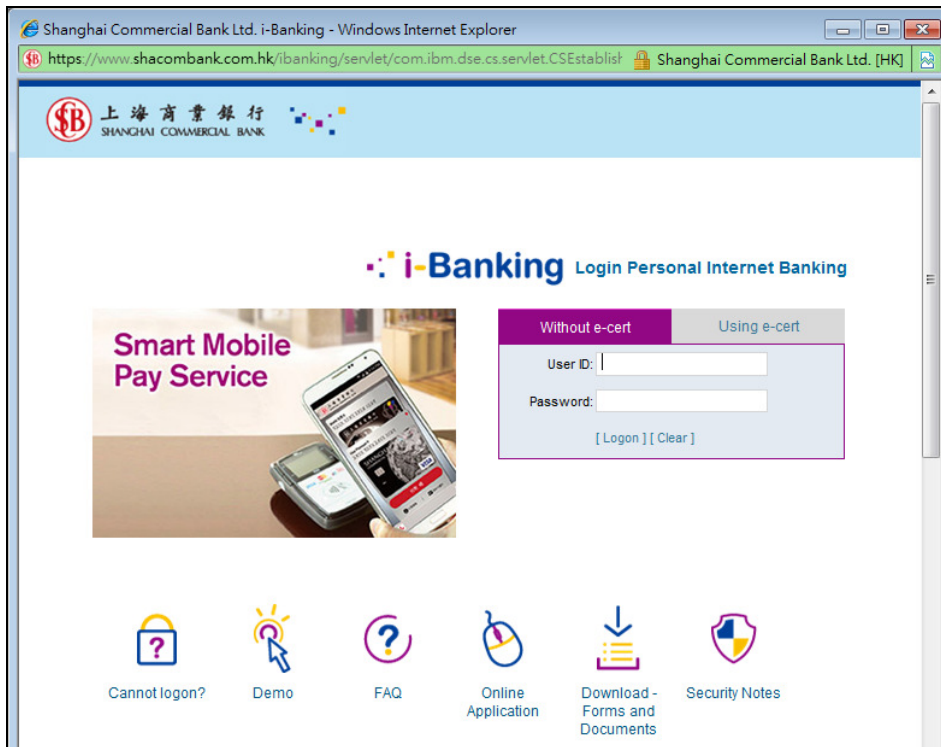 Shanghai Commercial Bank Ltd. i-Banking - Windows Internet Explorer
https://www.shacombank.com.hk/ibanking/servlet/com.ibm.dse.cs.servlet.CSEstablish
Shanghai Commercial Bank Ltd. [HK]
上海商業銀行
SHANGHAI COMMERCIAL BANK
i-Banking Login Personal Internet Banking
Smart Mobile
Pay Service
VISA
Without e-cert
Using e-cert
User ID:
Password:
[ Logon ] [ Clear ]
Cannot logon?
Demo
FAQ
Online
Application
Download -
Forms and
Documents
Security Notes